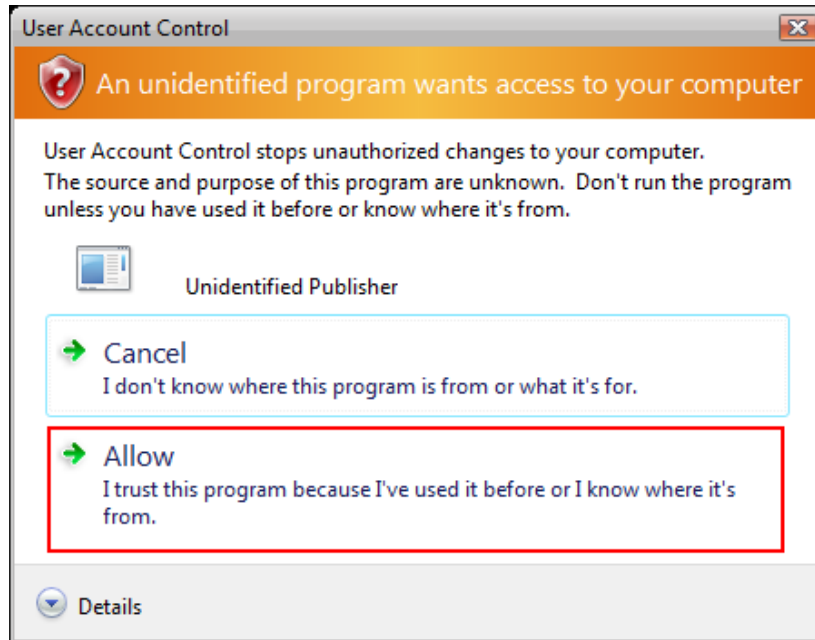 User Account Control
An unidentified program wants access to your computer
User Account Control stops unauthorized changes to your computer.
The source and purpose of this program are unknown.  Don't run the program
unless you have used it before or know where it's from.
Unidentified Publisher
Cancel
I don't know where this program is from or what it's for.
Allow
I trust this program because I've used it before or I know where it's
from.
Details